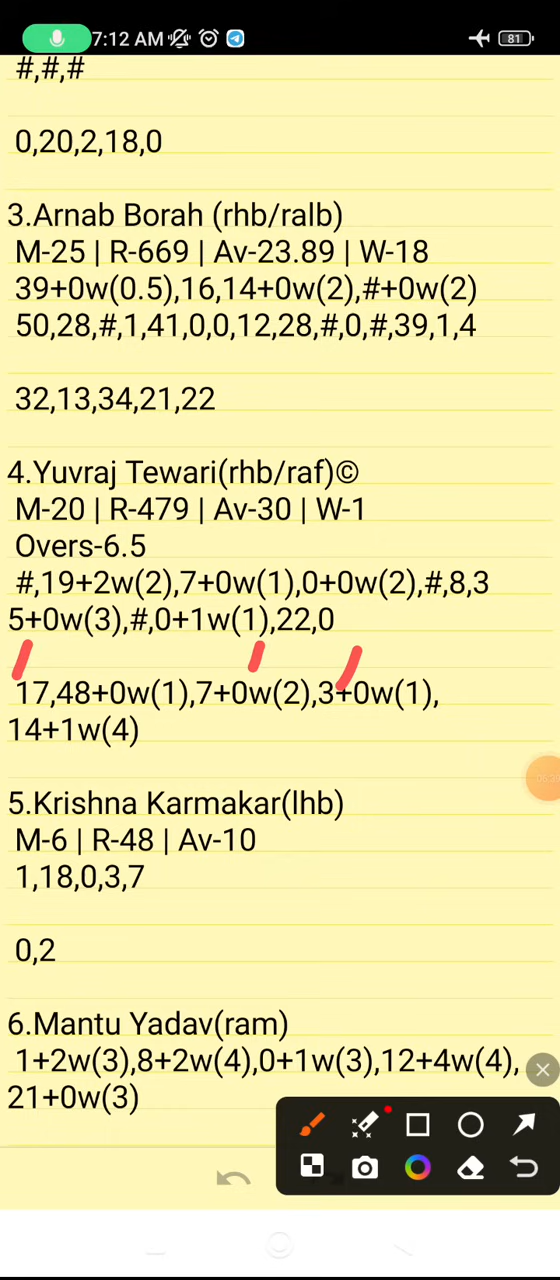 7:12 AM 81
#,#,#
0,20,2,18,0
3.Arnab Borah (rhb/ralb)
M-25 | R-669 | Av-23.89 | W-18
39+0w(0.5),16,14+0w(2),#+0w(2)
50,28,#,1,41,0,0,12,28,#,0,#,39,1,4
32,13,34,21,22
4.Yuvraj Tewari(rhb/raf)©
M-20 | R-479 | Av-30 | W-1
Overs-6.5
#,19+2w(2),7+0w(1),0+0w(2),#,8,3
5+0w(3),#,0+1w(1),22,0
17,48+0w(1),7+0w(2),3+0w(1),
14+1w(4)
5.Krishna Karmakar(lhb)
M-6 | R-48 | Av-10
1,18,0,3,7
0,2
6.Mantu Yadav(ram)
1+2w(3),8+2w(4),0+1w(3),12+4w(4),
21+0w(3)